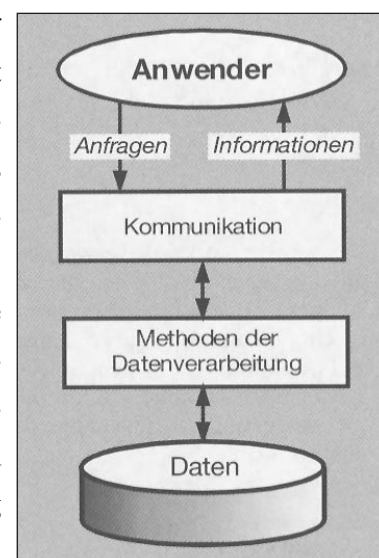 Anwender
Anfragen
Informationen
Kommunikation
Methoden der
Datenverarbeitung
Daten